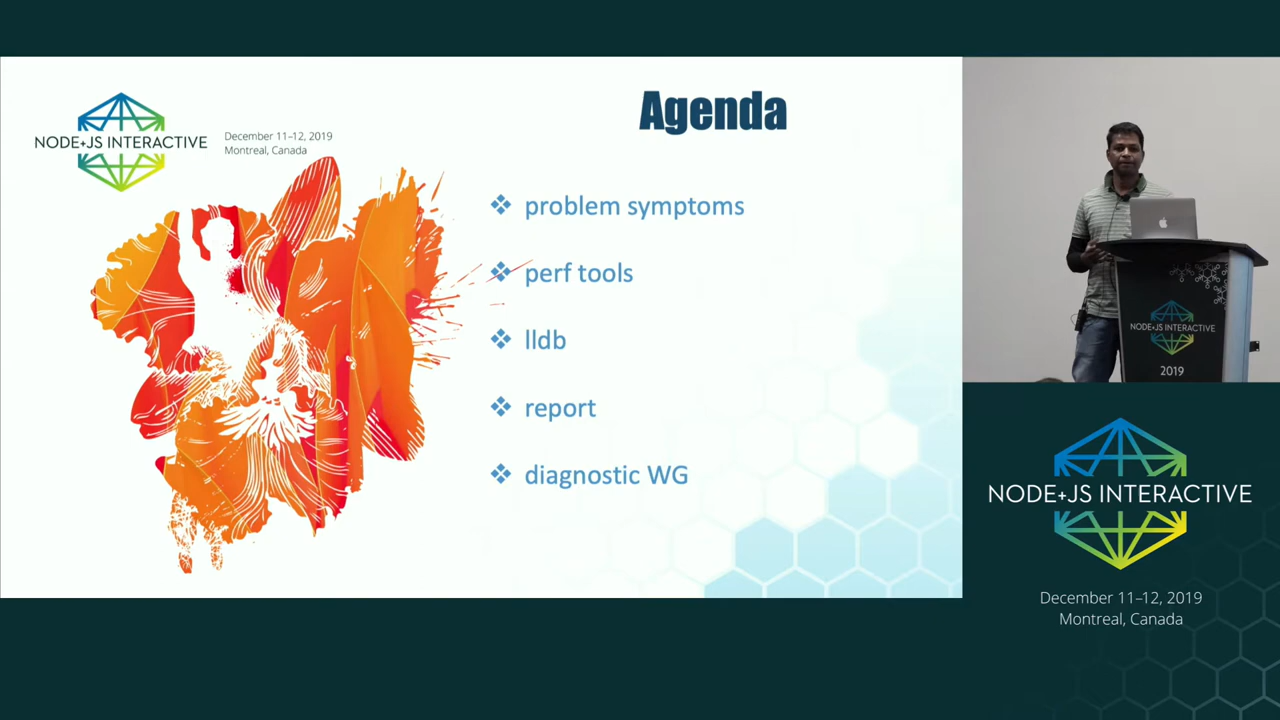 NODE+JS INTERACTIVE
December 11–12, 2019
Montreal, Canada
Agenda
❖ problem symptoms
❖ perf tools
❖ lldb
❖ report
❖ diagnostic WG
NODE+JS INTERACTIVE
2019
NODE+JS INTERACTIVE
December 11–12, 2019
Montreal, Canada